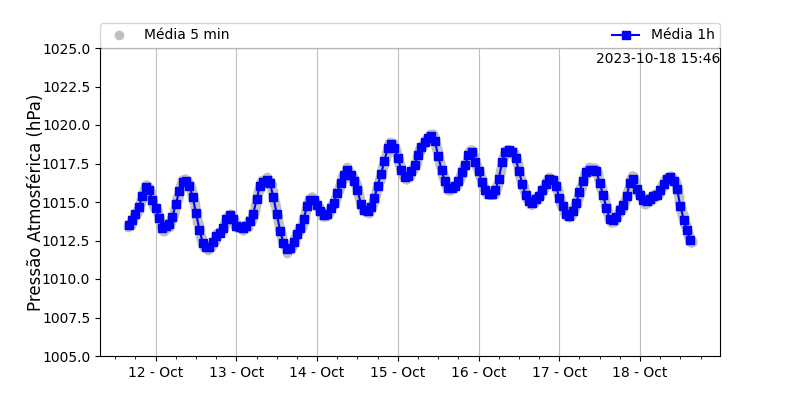 Média 5 min
Média 1h
2023-10-18 15:46
Pressão Atmosférica (hPa)
1025.0
1022.5
1020.0
1017.5
1015.0
1012.5
1010.0
1007.5
1005.0
12 - Oct
13 - Oct
14 - Oct
15 - Oct
16 - Oct
17 - Oct
18 - Oct